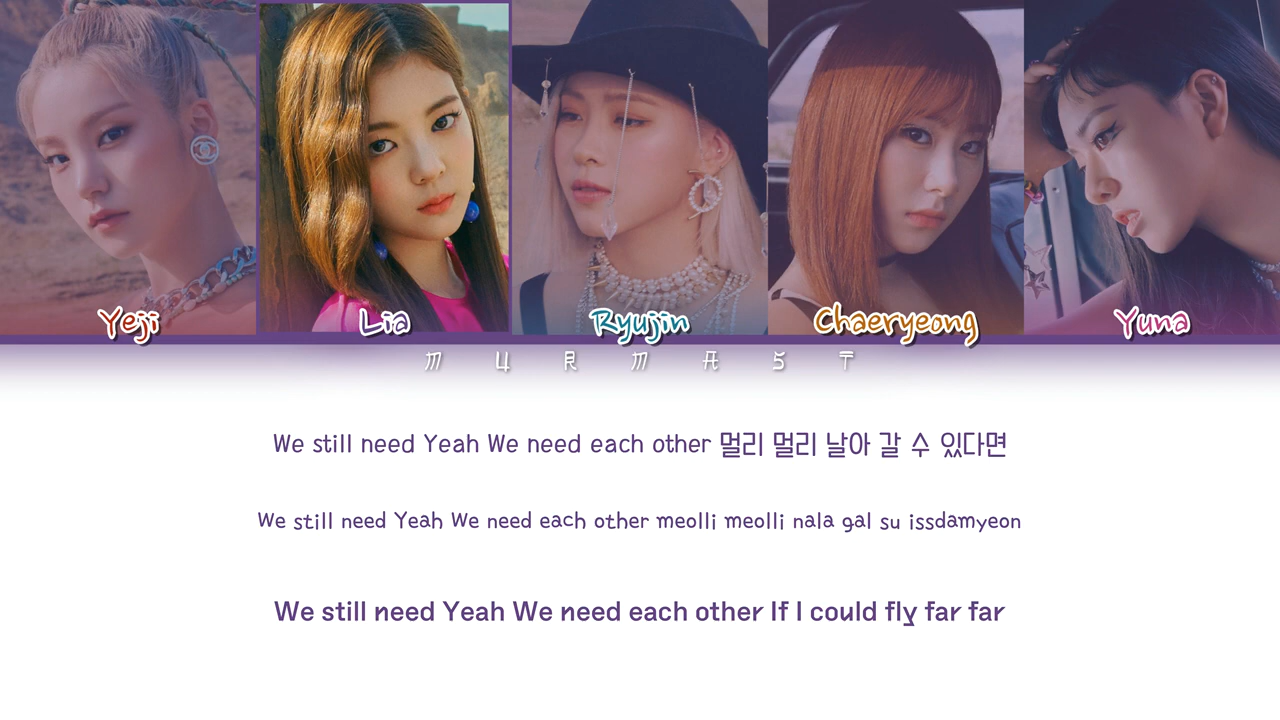 Yeji Lia Ryujin Chaeryeong Yuna
M U R M A S T
We still need Yeah We need each other 멀리 멀리 날아 갈 수 있다면
We still need Yeah We need each other meolli meolli nala gal su issdamyeon
We still need Yeah We need each other If I could fly far far